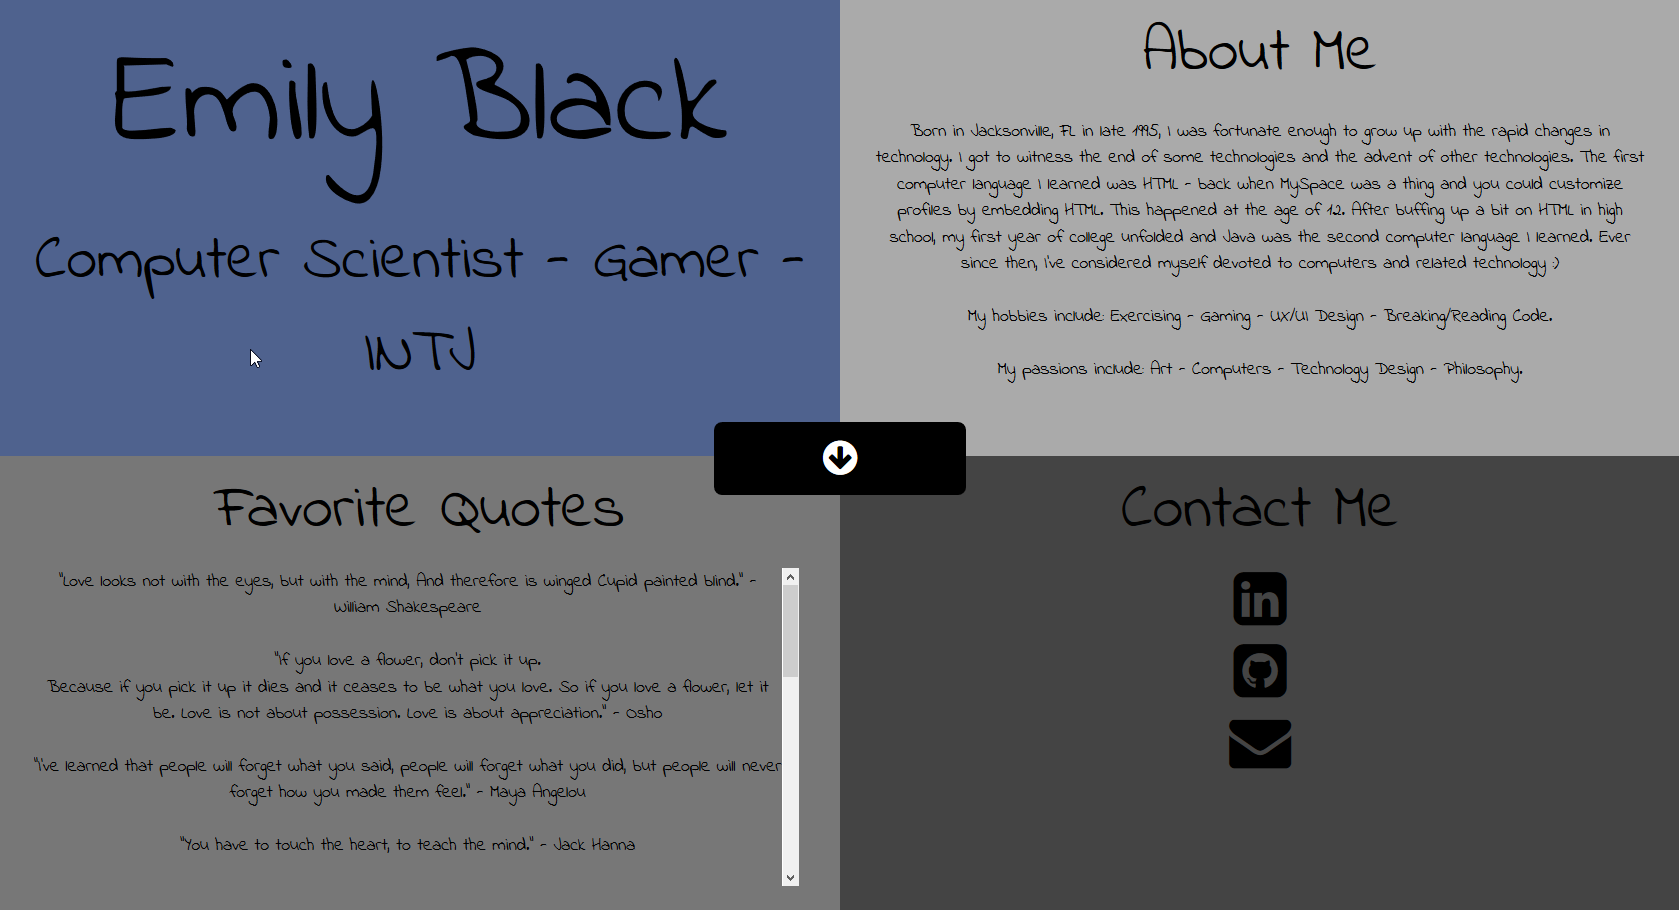 Emily Black
Computer Scientist - Gamer -
INTJ
About Me
Born in Jacksonville, FL in late 1995, I was fortunate enough to grow up with the rapid changes in
technology. I got to witness the end of some technologies and the advent of other technologies. The first
computer language I learned was HTML - back when MySpace was a thing and you could customize
profiles by embedding HTML. This happened at the age of 12. After buffing up a bit on HTML in high
school, my first year of college unfolded and Java was the second computer language I learned. Ever
since then, I've considered myself devoted to computers and related technology :)
My hobbies include: Exercising - Gaming - UX/UI Design - Breaking/Reading Code.
My passions include: Art - Computers - Technology Design - Philosophy.
Favorite Quotes
"Love looks not with the eyes, but with the mind, And therefore is winged Cupid painted blind." -
William Shakespeare
"If you love a flower, don't pick it up.
Because if you pick it up it dies and it ceases to be what you love. So if you love a flower, let it
be. Love is not about possession. Love is about appreciation." - Osho
"I've learned that people will forget what you said, people will forget what you did, but people will never
forget how you made them feel." - Maya Angelou
"You have to touch the heart, to teach the mind." - Jack Hanna
Contact Me
in